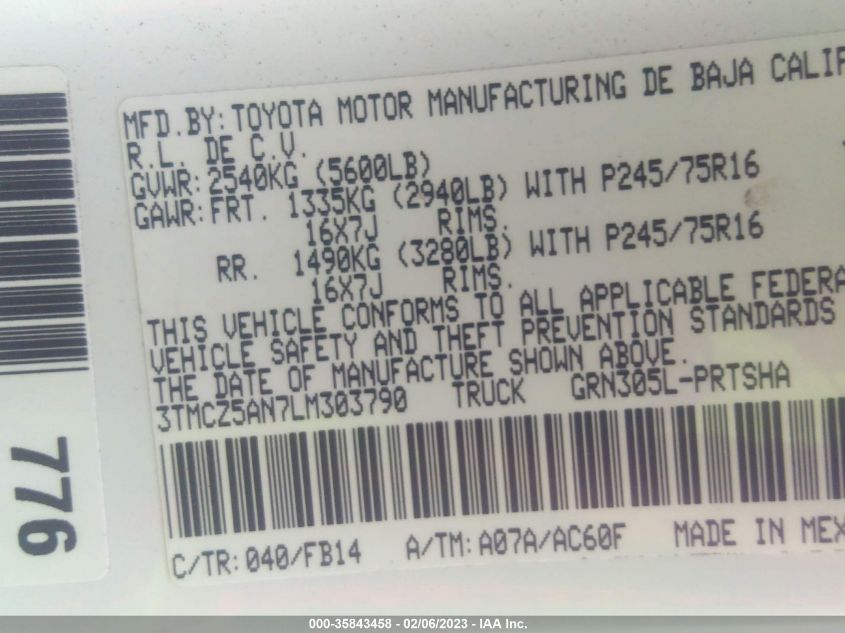 MFD.BY:TOYOTA MOTOR MANUFACTURING DE BAJA CALIF
R.L. DE C.V.
GVWR:2540KG (5600LB)
GAWR:FRT. 1335KG (2940LB) WITH P245/75R16
16X7J RIMS.
RR. 1490KG (3280LB) WITH P245/75R16
16X7J RIMS.
THIS VEHICLE CONFORMS TO ALL APPLICABLE FEDERA
VEHICLE SAFETY AND THEFT PREVENTION STANDARDS
THE DATE OF MANUFACTURE SHOWN ABOVE.
3TMCZ5AN7LM303790 TRUCK GRN305L-PRTSHA
C/TR:040/FB14 A/TM:A07A/AC60F MADE IN MEX
776
000-35843458 - 02/06/2023 - IAA Inc.